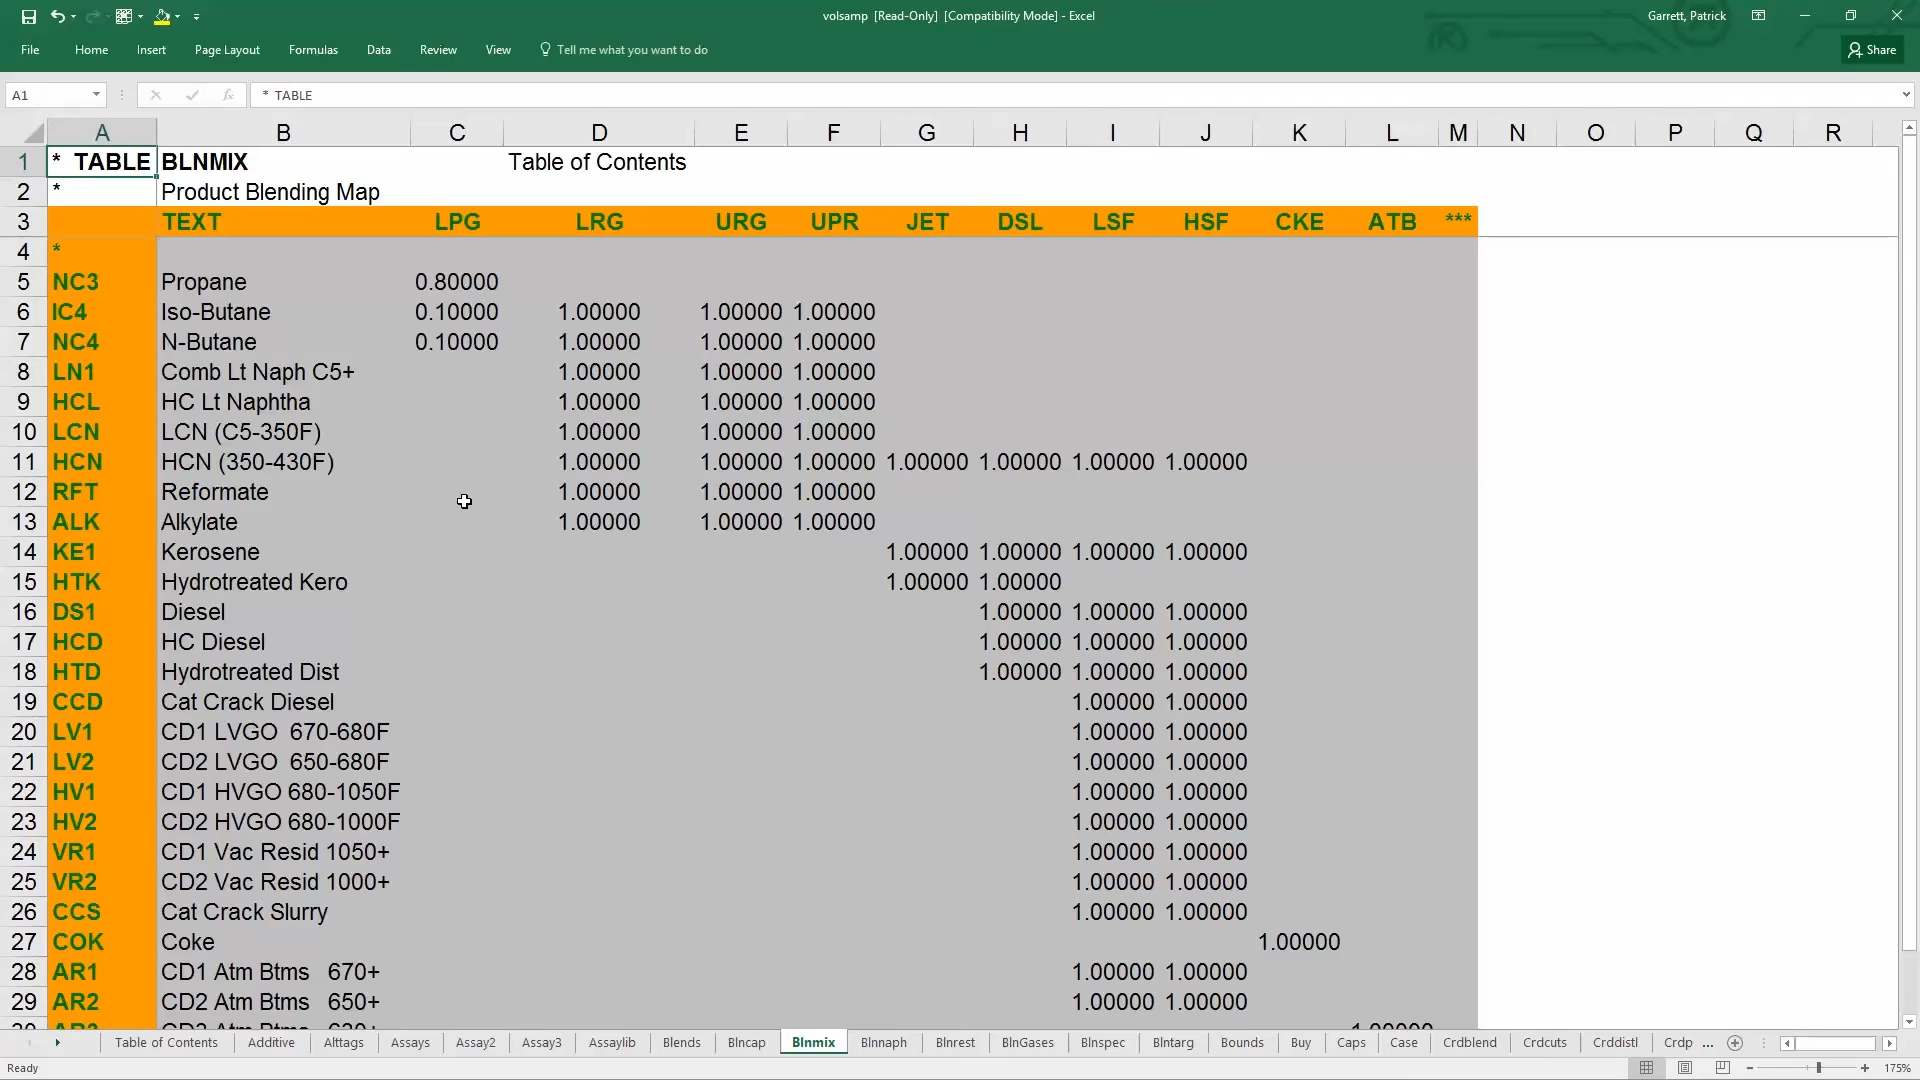 volsamp [Read-Only] [Compatibility Mode] - Excel
Garrett, Patrick
File Home Insert Page Layout Formulas Data Review View Tell me what you want to do
Share
A1 fx * TABLE
A B C D E F G H I J K L M N O P Q R
1 * TABLE BLNMIX Table of Contents
2 * Product Blending Map
3 TEXT LPG LRG URG UPR JET DSL LSF HSF CKE ATB ***
4 *
5 NC3 Propane 0.80000
6 IC4 Iso-Butane 0.10000 1.00000 1.00000 1.00000
7 NC4 N-Butane 0.10000 1.00000 1.00000 1.00000
8 LN1 Comb Lt Naph C5+ 1.00000 1.00000 1.00000
9 HCL HC Lt Naphtha 1.00000 1.00000 1.00000
10 LCN LCN (C5-350F) 1.00000 1.00000 1.00000
11 HCN HCN (350-430F) 1.00000 1.00000 1.00000 1.00000 1.00000 1.00000 1.00000
12 RFT Reformate 1.00000 1.00000 1.00000
13 ALK Alkylate 1.00000 1.00000 1.00000
14 KE1 Kerosene 1.00000 1.00000 1.00000 1.00000
15 HTK Hydrotreated Kero 1.00000 1.00000
16 DS1 Diesel 1.00000 1.00000 1.00000
17 HCD HC Diesel 1.00000 1.00000 1.00000
18 HTD Hydrotreated Dist 1.00000 1.00000 1.00000
19 CCD Cat Crack Diesel 1.00000 1.00000
20 LV1 CD1 LVGO 670-680F 1.00000 1.00000
21 LV2 CD2 LVGO 650-680F 1.00000 1.00000
22 HV1 CD1 HVGO 680-1050F 1.00000 1.00000
23 HV2 CD2 HVGO 680-1000F 1.00000 1.00000
24 VR1 CD1 Vac Resid 1050+ 1.00000 1.00000
25 VR2 CD2 Vac Resid 1000+ 1.00000 1.00000
26 CCS Cat Crack Slurry 1.00000 1.00000
27 COK Coke 1.00000
28 AR1 CD1 Atm Btms 670+ 1.00000 1.00000
29 AR2 CD2 Atm Btms 650+ 1.00000 1.00000
Table of Contents Additive Alttags Assays Assay2 Assay3 Assaylib Blends Blncap Blnmix Blnnaph Blnrest BlnGases Blnspec Blntarg Bounds Buy Caps Case Crdblend Crdcuts Crddistl Crdp ...
Ready
175%